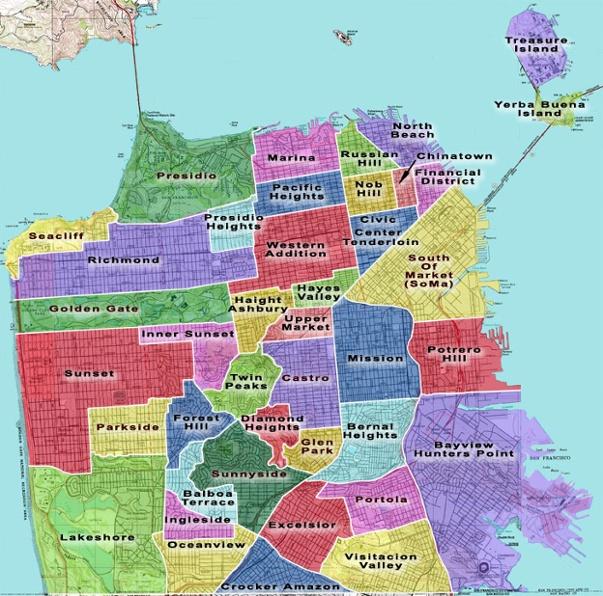 Treasure
Island
Yerba Buena
Island
North
Beach
Marina
Russian
Hill
Chinatown
Financial
District
Presidio
Pacific
Heights
Nob
Hill
Presidio
Heights
Civic
Center
Tenderloin
Seacliff
Western
Addition
South
Of
Market
(SoMa)
Richmond
Hayes
Valley
Haight
Ashbury
Golden Gate
Upper
Market
Inner Sunset
Mission
Potrero
Hill
Sunset
Twin
Peaks
Castro
Parkside
Forest
Hill
Diamond
Heights
Bernal
Heights
Glen
Park
Bayview
Hunters Point
Sunnyside
Balboa
Terrace
Portola
Ingleside
Excelsior
Lakeshore
Oceanview
Visitacion
Valley
Crocker Amazon
SAN FRANCISCO